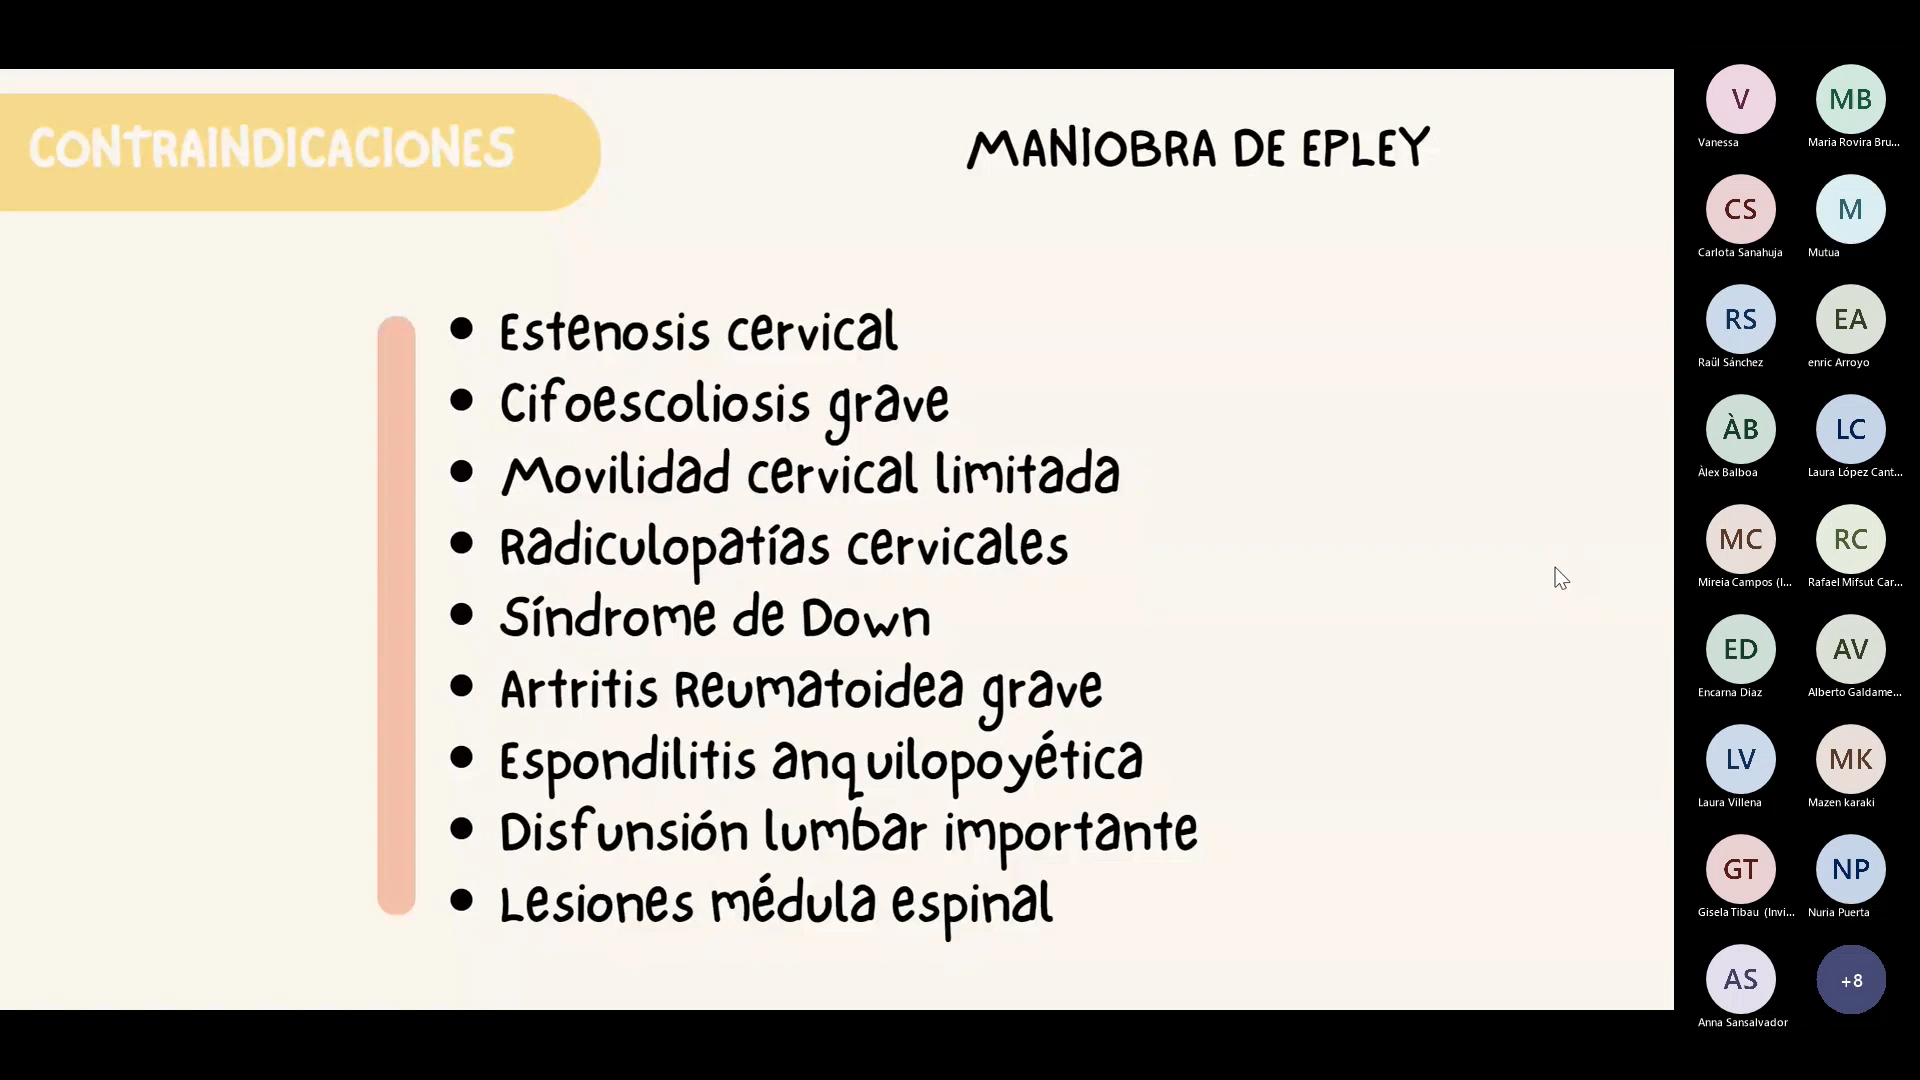 CONTRAINDICACIONES
MANIOBRA DE EPLEY
• Estenosis cervical
• Cifoescoliosis grave
• Movilidad cervical limitada
• Radiculopatías cervicales
• Síndrome de Down
• Artritis Reumatoidea grave
• Espondilitis anquilopoyética
• Disfunsión lumbar importante
• Lesiones médula espinal
V MB
Vanessa Maria Rovira Bru...
CS M
Carlota Sanahuja Mutua
RS EA
Raül Sánchez enric Arroyo
ÀB LC
Àlex Balboa Laura López Cant...
MC RC
Mireia Campos (I... Rafael Mifsut Car...
ED AV
Encarna Diaz Alberto Galdame...
LV MK
Laura Villena Mazen karaki
GT NP
Gisela Tibau (Invi... Nuria Puerta
AS +8
Anna Sansalvador